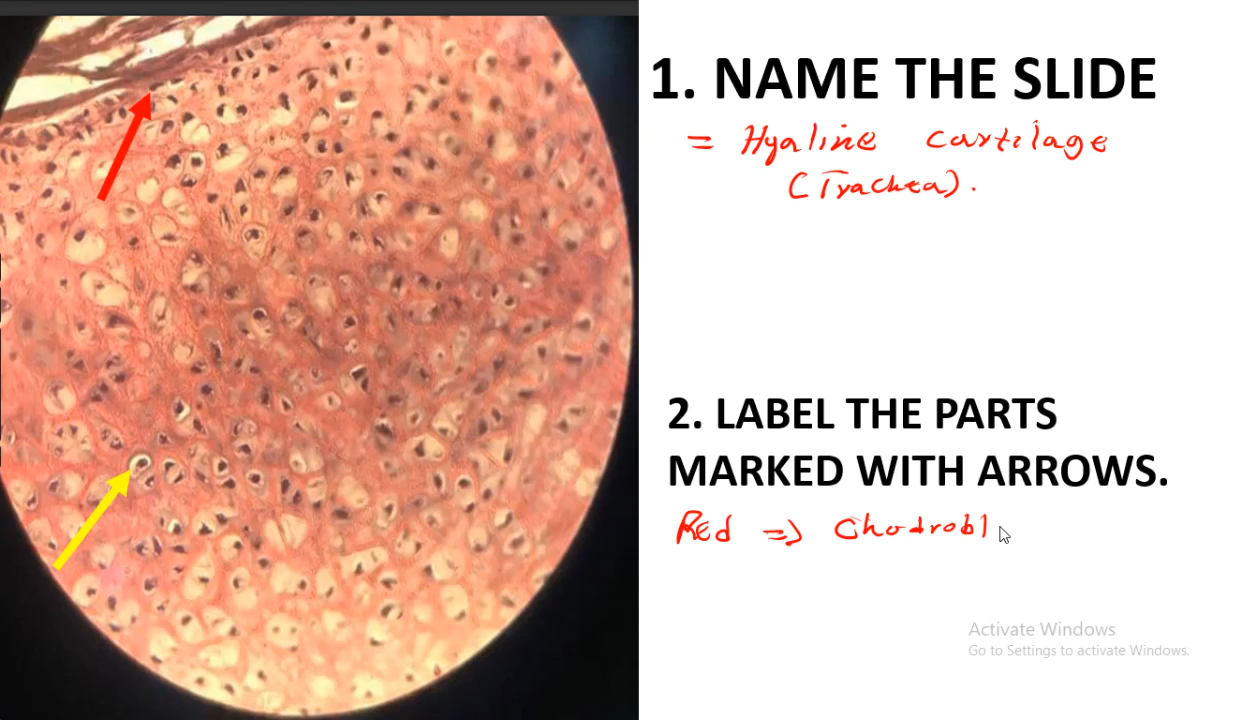 1. NAME THE SLIDE
= Hyaline cartilage
(Trachea).
2. LABEL THE PARTS
MARKED WITH ARROWS.
Red => Chodrobl
Activate Windows
Go to Settings to activate Windows.